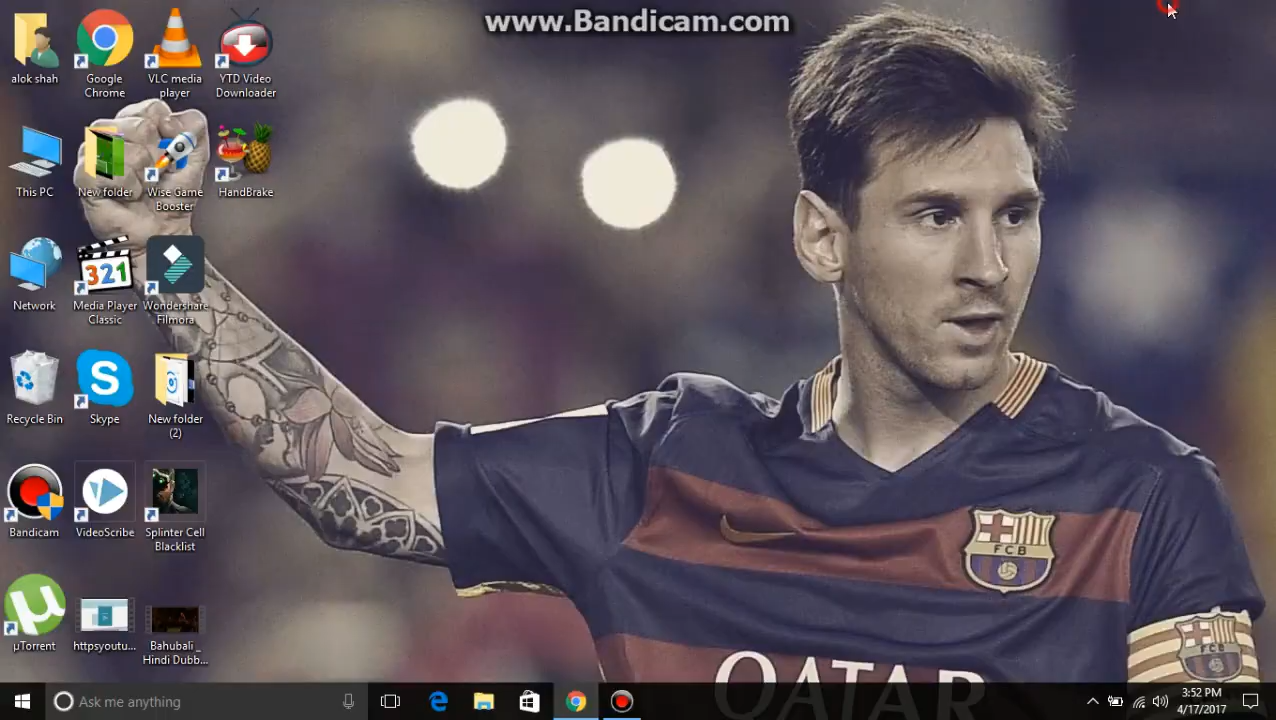 www.Bandicam.com
alok shah
Google
Chrome
VLC media
player
YTD Video
Downloader
This PC
New folder
Wise Game
Booster
HandBrake
Network
321
Media Player
Classic
Wondershare
Filmora
Recycle Bin
S
Skype
New folder
(2)
Bandicam
VideoScribe
Splinter Cell
Blacklist
µ
µTorrent
httpsyoutu...
Bahubali _
Hindi Dubb...
F C B
QATAR
Ask me anything
3:52 PM
4/17/2017